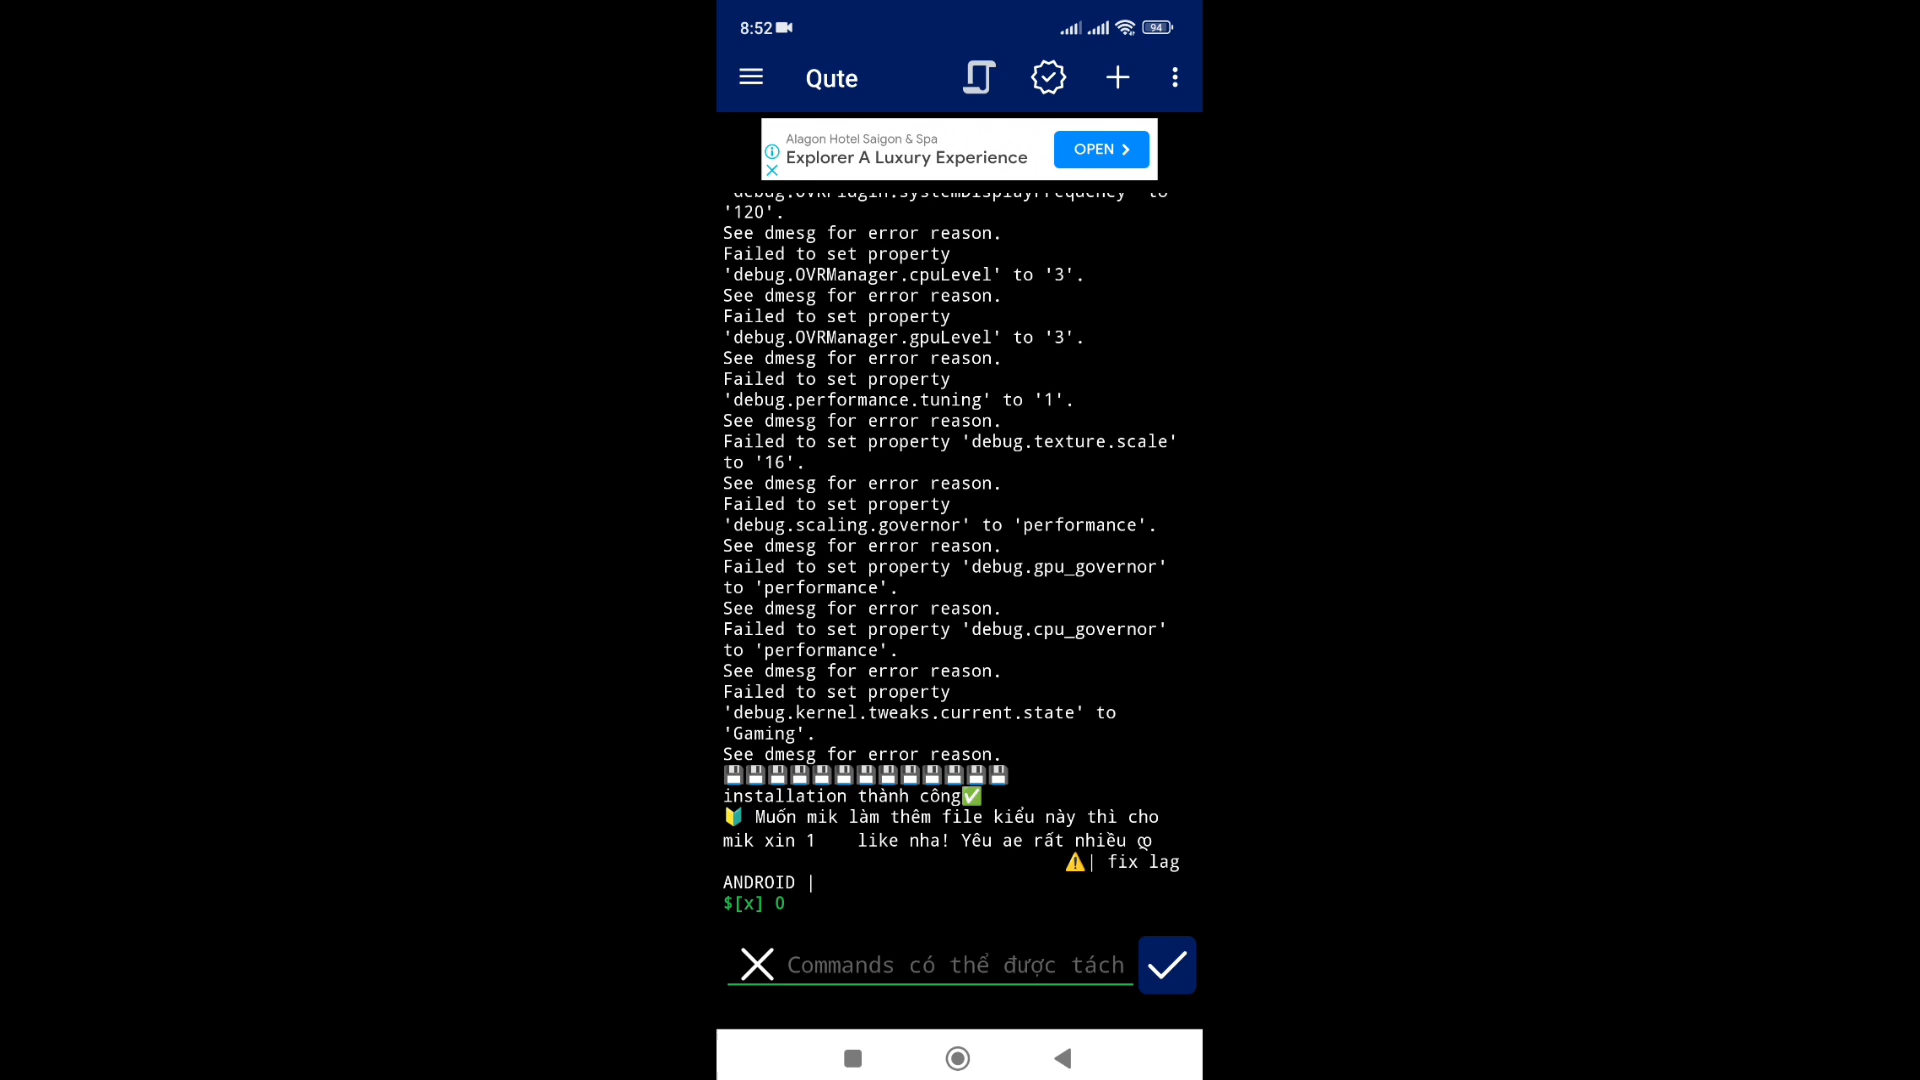 8:52
94
Qute
Alagon Hotel Saigon & Spa
Explorer A Luxury Experience
OPEN
'debug.OVRPlugin.systemDisplayFrequency' to
'120'.
See dmesg for error reason.
Failed to set property
'debug.OVRManager.cpuLevel' to '3'.
See dmesg for error reason.
Failed to set property
'debug.OVRManager.gpuLevel' to '3'.
See dmesg for error reason.
Failed to set property
'debug.performance.tuning' to '1'.
See dmesg for error reason.
Failed to set property 'debug.texture.scale'
to '16'.
See dmesg for error reason.
Failed to set property
'debug.scaling.governor' to 'performance'.
See dmesg for error reason.
Failed to set property 'debug.gpu_governor'
to 'performance'.
See dmesg for error reason.
Failed to set property 'debug.cpu_governor'
to 'performance'.
See dmesg for error reason.
Failed to set property
'debug.kernel.tweaks.current.state' to
'Gaming'.
See dmesg for error reason.
💾💾💾💾💾💾💾💾💾💾💾💾💾
installation thành công✅
🔰 Muốn mik làm thêm file kiểu này thì cho
mik xin 1 like nha! Yêu ae rất nhiều ღ
⚠️| fix lag
ANDROID |
$[x] 0
Commands có thể được tách